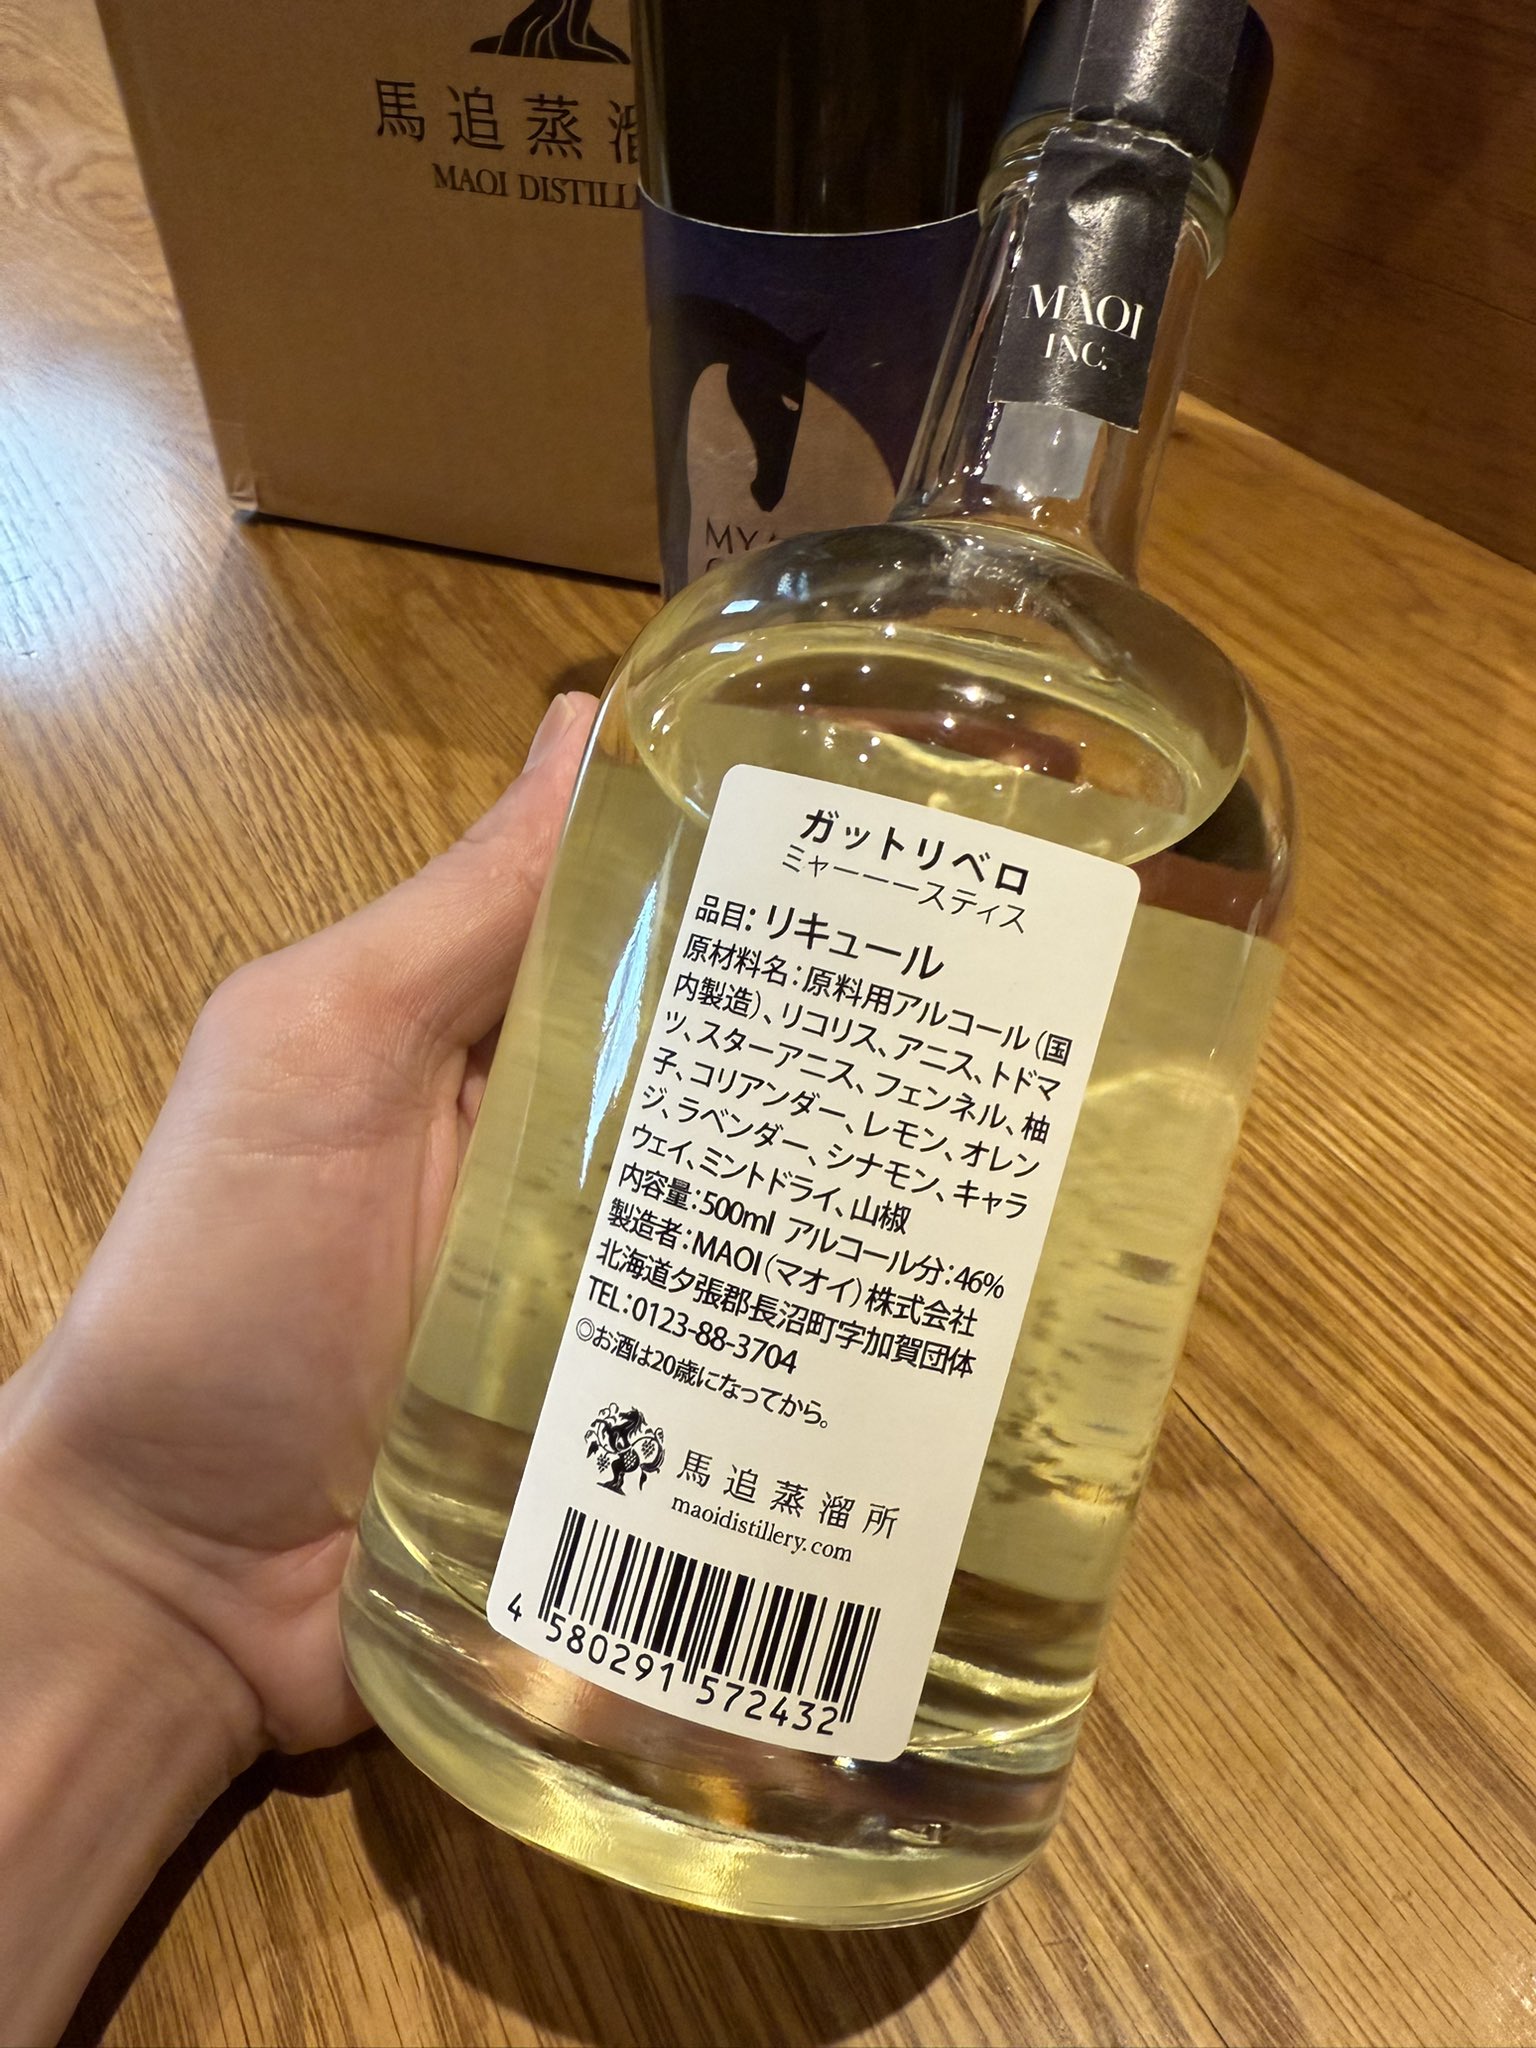 馬追蒸
MAOI DISTILL
MAOI
INC.
ガットリベロ
ミャーーースティス
品目：リキュール
原材料名：原料用アルコール（国
内製造）、リコリス、アニス、トドマ
ツ、スターアニス、フェンネル、柚
子、コリアンダー、レモン、オレン
ジ、ラベンダー、シナモン、キャラ
ウェイ、ミントドライ、山椒
内容量：500ml アルコール分：46%
製造者：MAOI（マオイ）株式会社
北海道夕張郡長沼町字加賀団体
TEL：0123-88-3704
◎お酒は20歳になってから。
馬追蒸溜所
maoidistillery.com
4 580291 572432